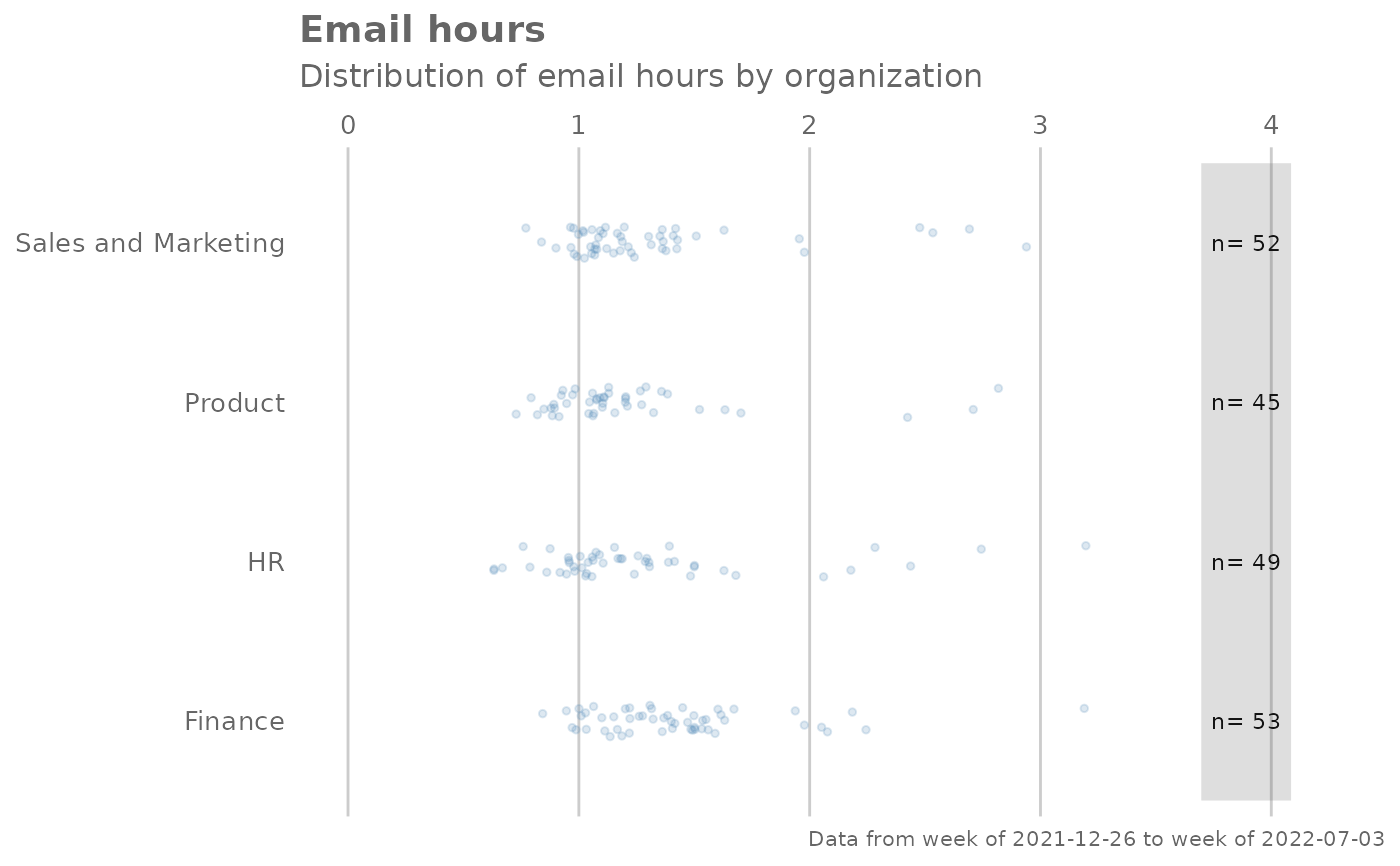 Email hours
Distribution of email hours by organization
0 1 2 3 4
Sales and Marketing n= 52
Product n= 45
HR n= 49
Finance n= 53
Data from week of 2021-12-26 to week of 2022-07-03